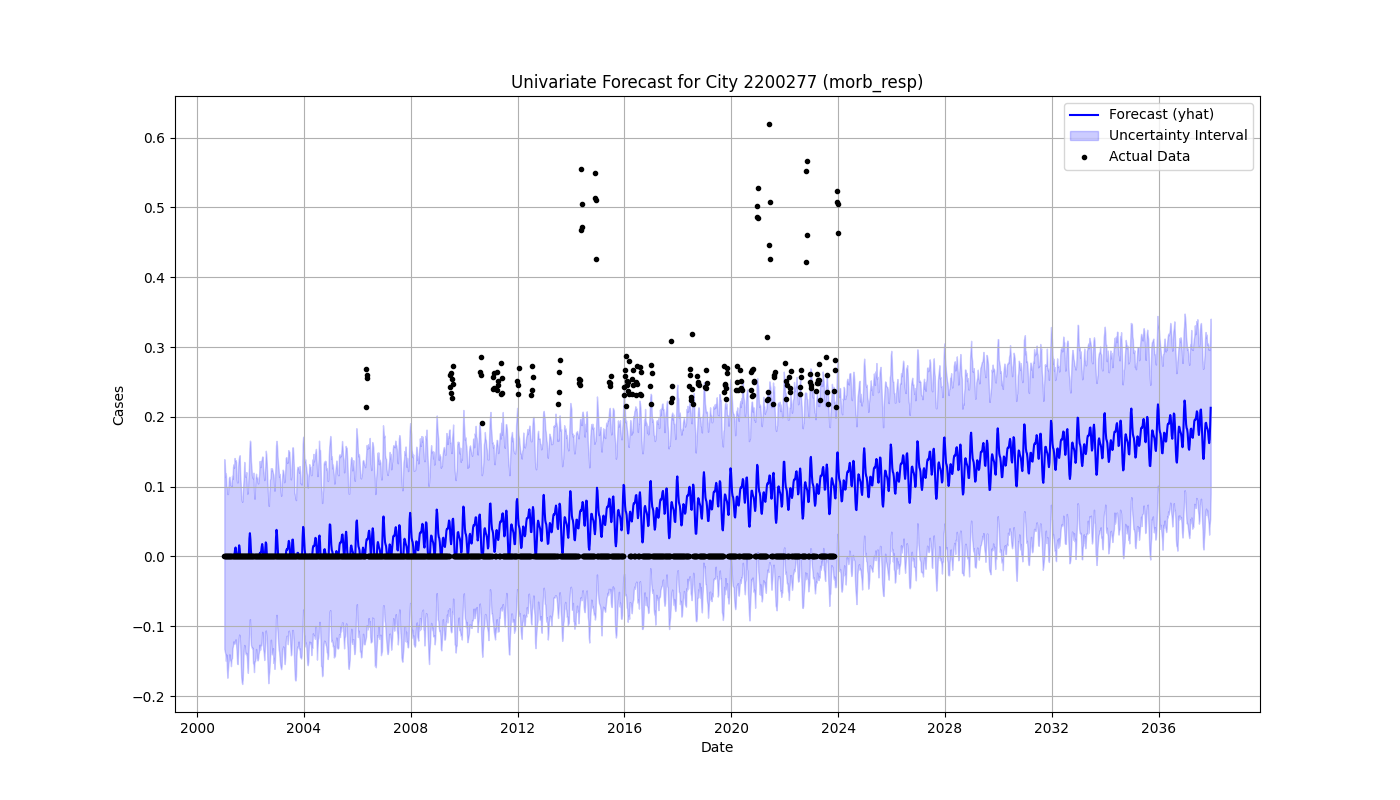 Univariate Forecast for City 2200277 (morb_resp)
Forecast (yhat)
Uncertainty Interval
Actual Data
Cases
0.6
0.5
0.4
0.3
0.2
0.1
0.0
−0.1
−0.2
2000 2004 2008 2012 2016 2020 2024 2028 2032 2036
Date